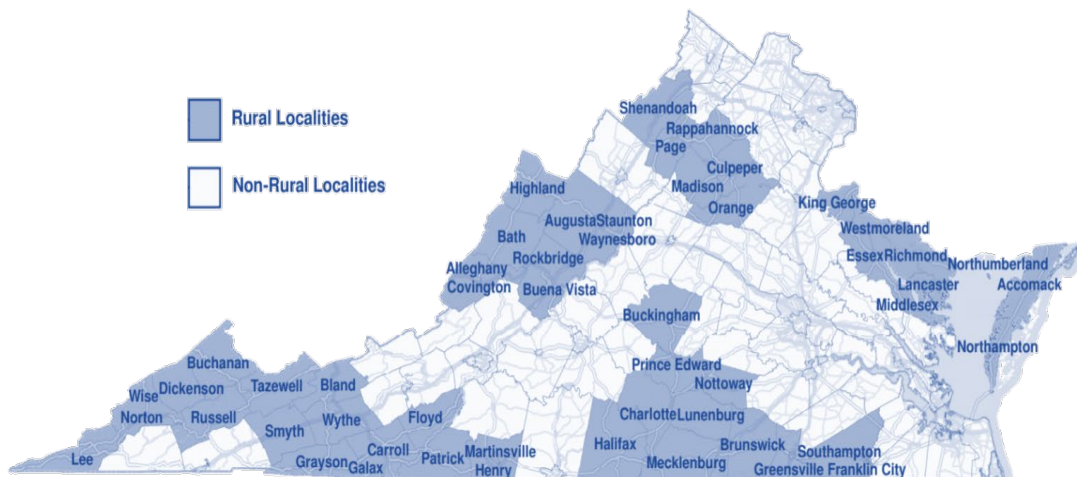 Rural Localities
Non-Rural Localities
Shenandoah
Rappahannock
Page
Culpeper
Madison
Orange
Highland
AugustaStaunton
Bath
Waynesboro
Rockbridge
Alleghany
Covington
Buena Vista
King George
Westmoreland
EssexRichmond
Northumberland
Lancaster
Accomack
Middlesex
Northampton
Buckingham
Prince Edward
Nottoway
CharlotteLunenburg
Halifax
Brunswick
Southampton
Mecklenburg
Greensville Franklin City
Buchanan
Dickenson
Tazewell
Bland
Wise
Norton
Russell
Wythe
Floyd
Smyth
Lee
Carroll
Martinsville
Grayson
Galax
Patrick
Henry